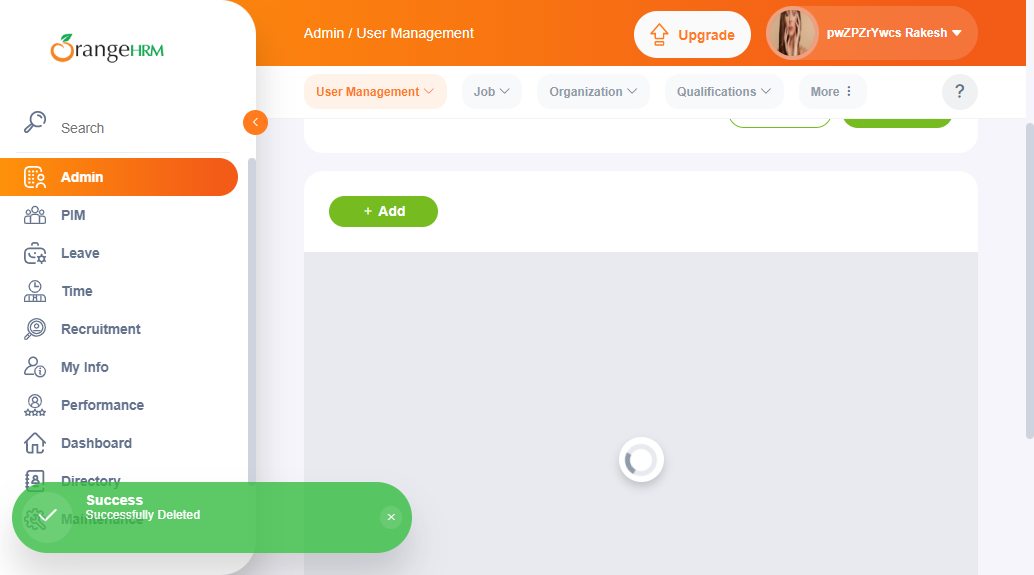 OrangeHRM
Admin / User Management
Upgrade
pwZPZrYwcs Rakesh
User Management
Job
Organization
Qualifications
More
?
Search
Admin
PIM
Leave
Time
Recruitment
My Info
Performance
Dashboard
Directory
Maintenance
+ Add
Success
Successfully Deleted